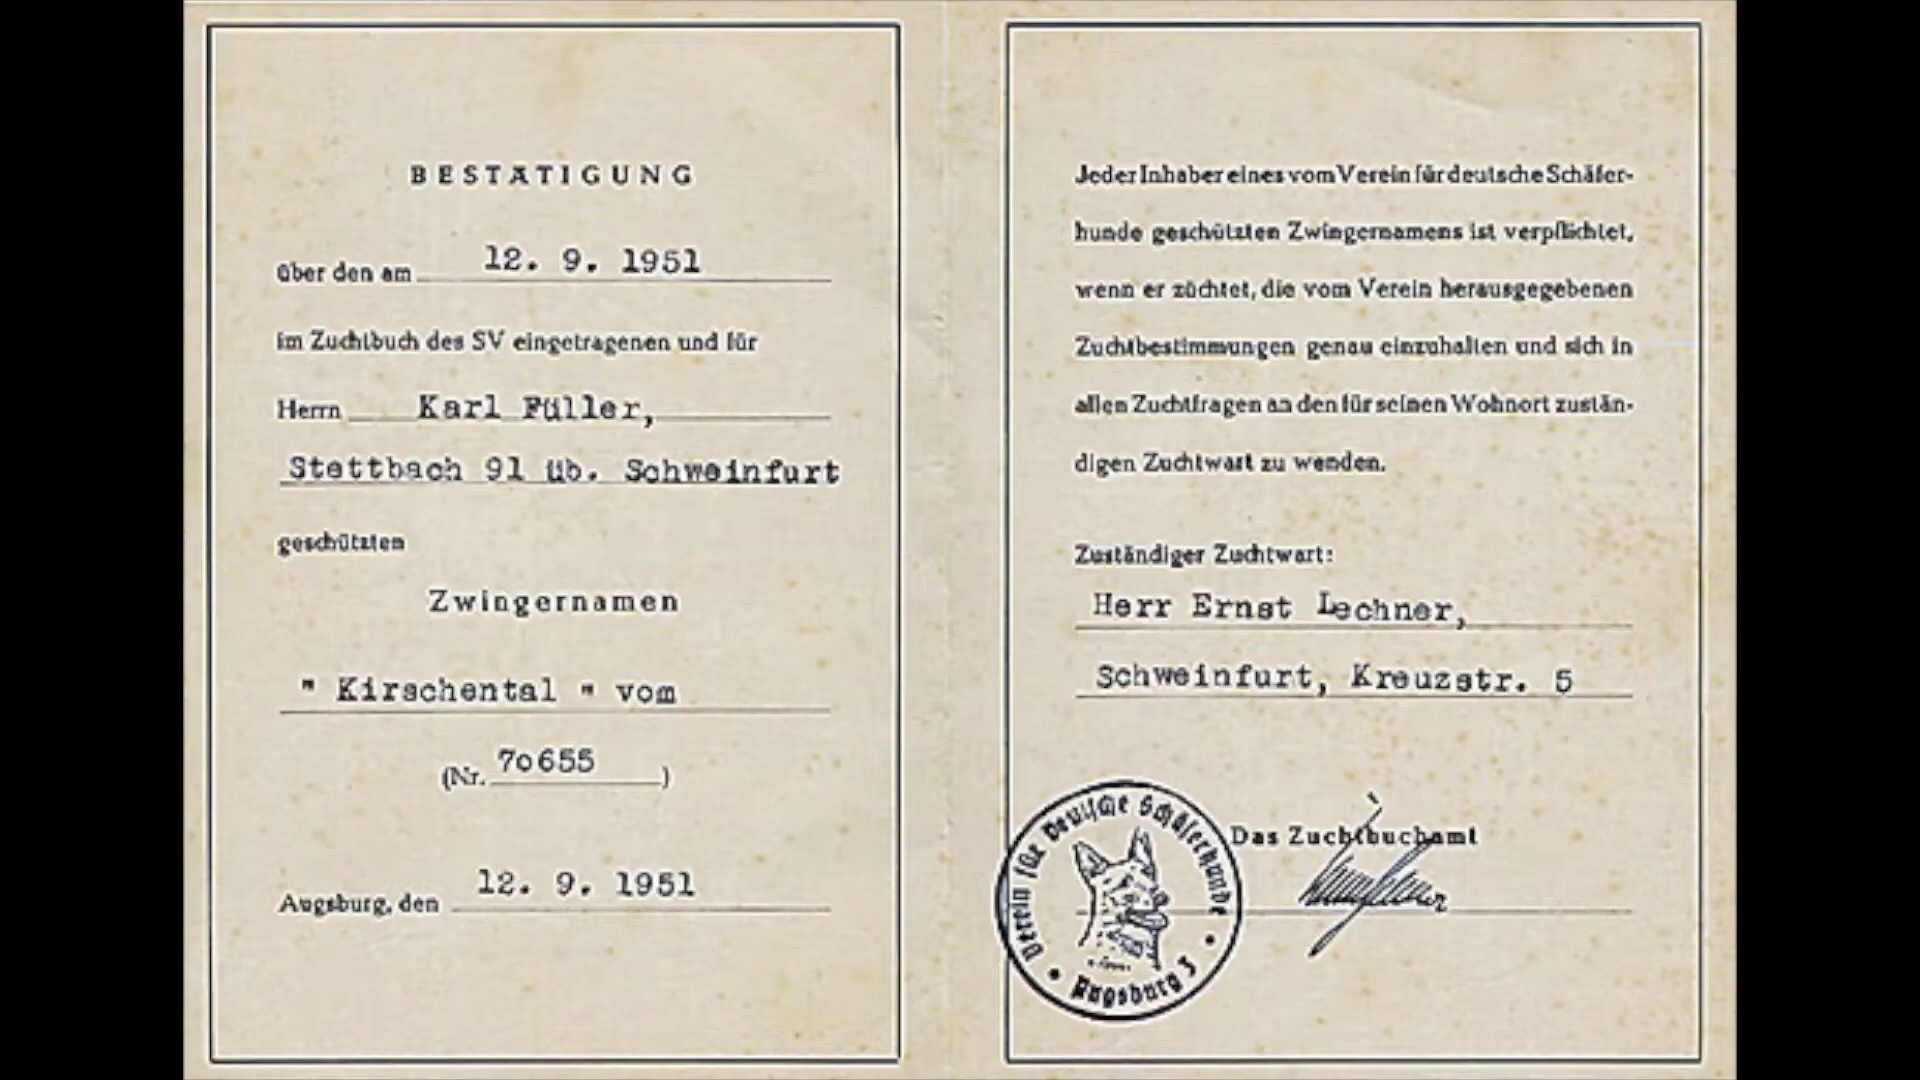 BESTÄTIGUNG
über den am 12. 9. 1951
im Zuchtbuch des SV eingetragenen und für
Herrn Karl Füller,
Stettbach 91 üb. Schweinfurt
geschützten
Zwingernamen
" Kirschental " vom
(Nr. 70655 )
Augsburg, den 12. 9. 1951
Jeder Inhaber eines vom Verein für deutsche Schäfer-
hunde geschützten Zwingernamens ist verpflichtet,
wenn er züchtet, die vom Verein herausgegebenen
Zuchtbestimmungen genau einzuhalten und sich in
allen Zuchtfragen an den für seinen Wohnort zustän-
digen Zuchtwart zu wenden.
Zuständiger Zuchtwart:
Herr Ernst Lechner,
Schweinfurt, Kreuzstr. 5
Das Zuchtbuchamt
Verein für Deutsche Schäferhunde
Augsburg